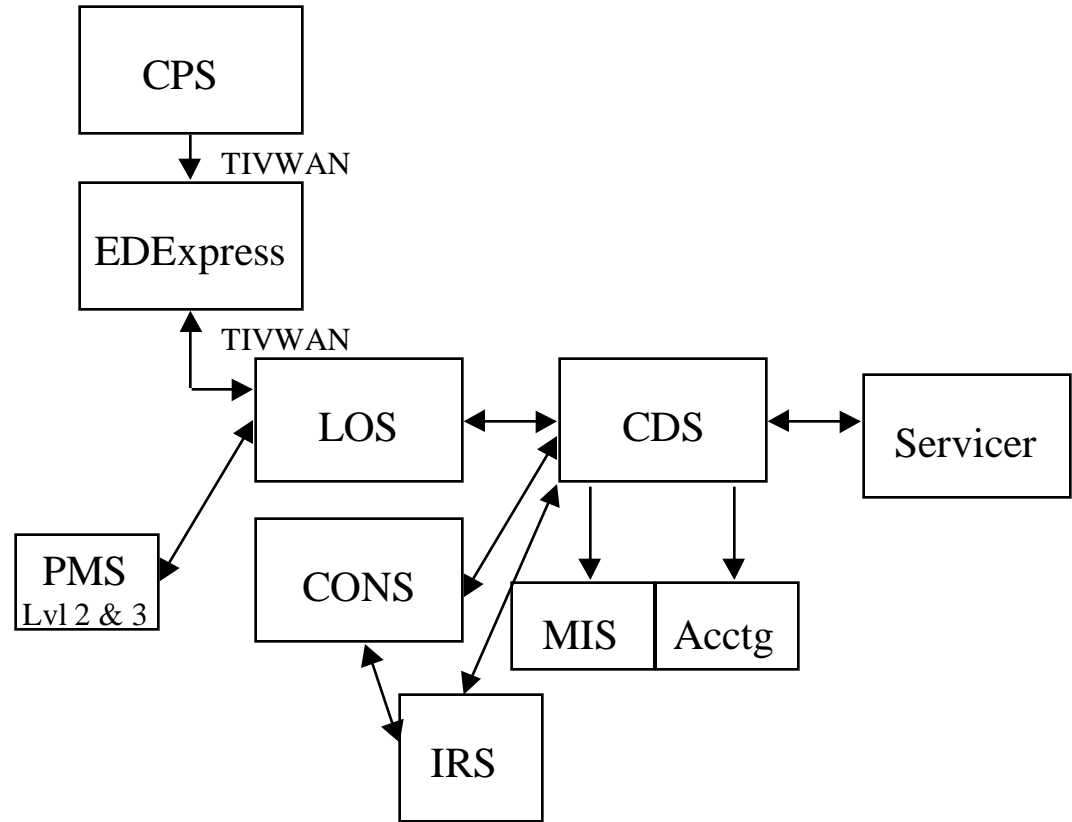 CPS
TIVWAN
EDExpress
TIVWAN
LOS
CDS
Servicer
PMS
Lvl 2 & 3
CONS
MIS
Acctg
IRS